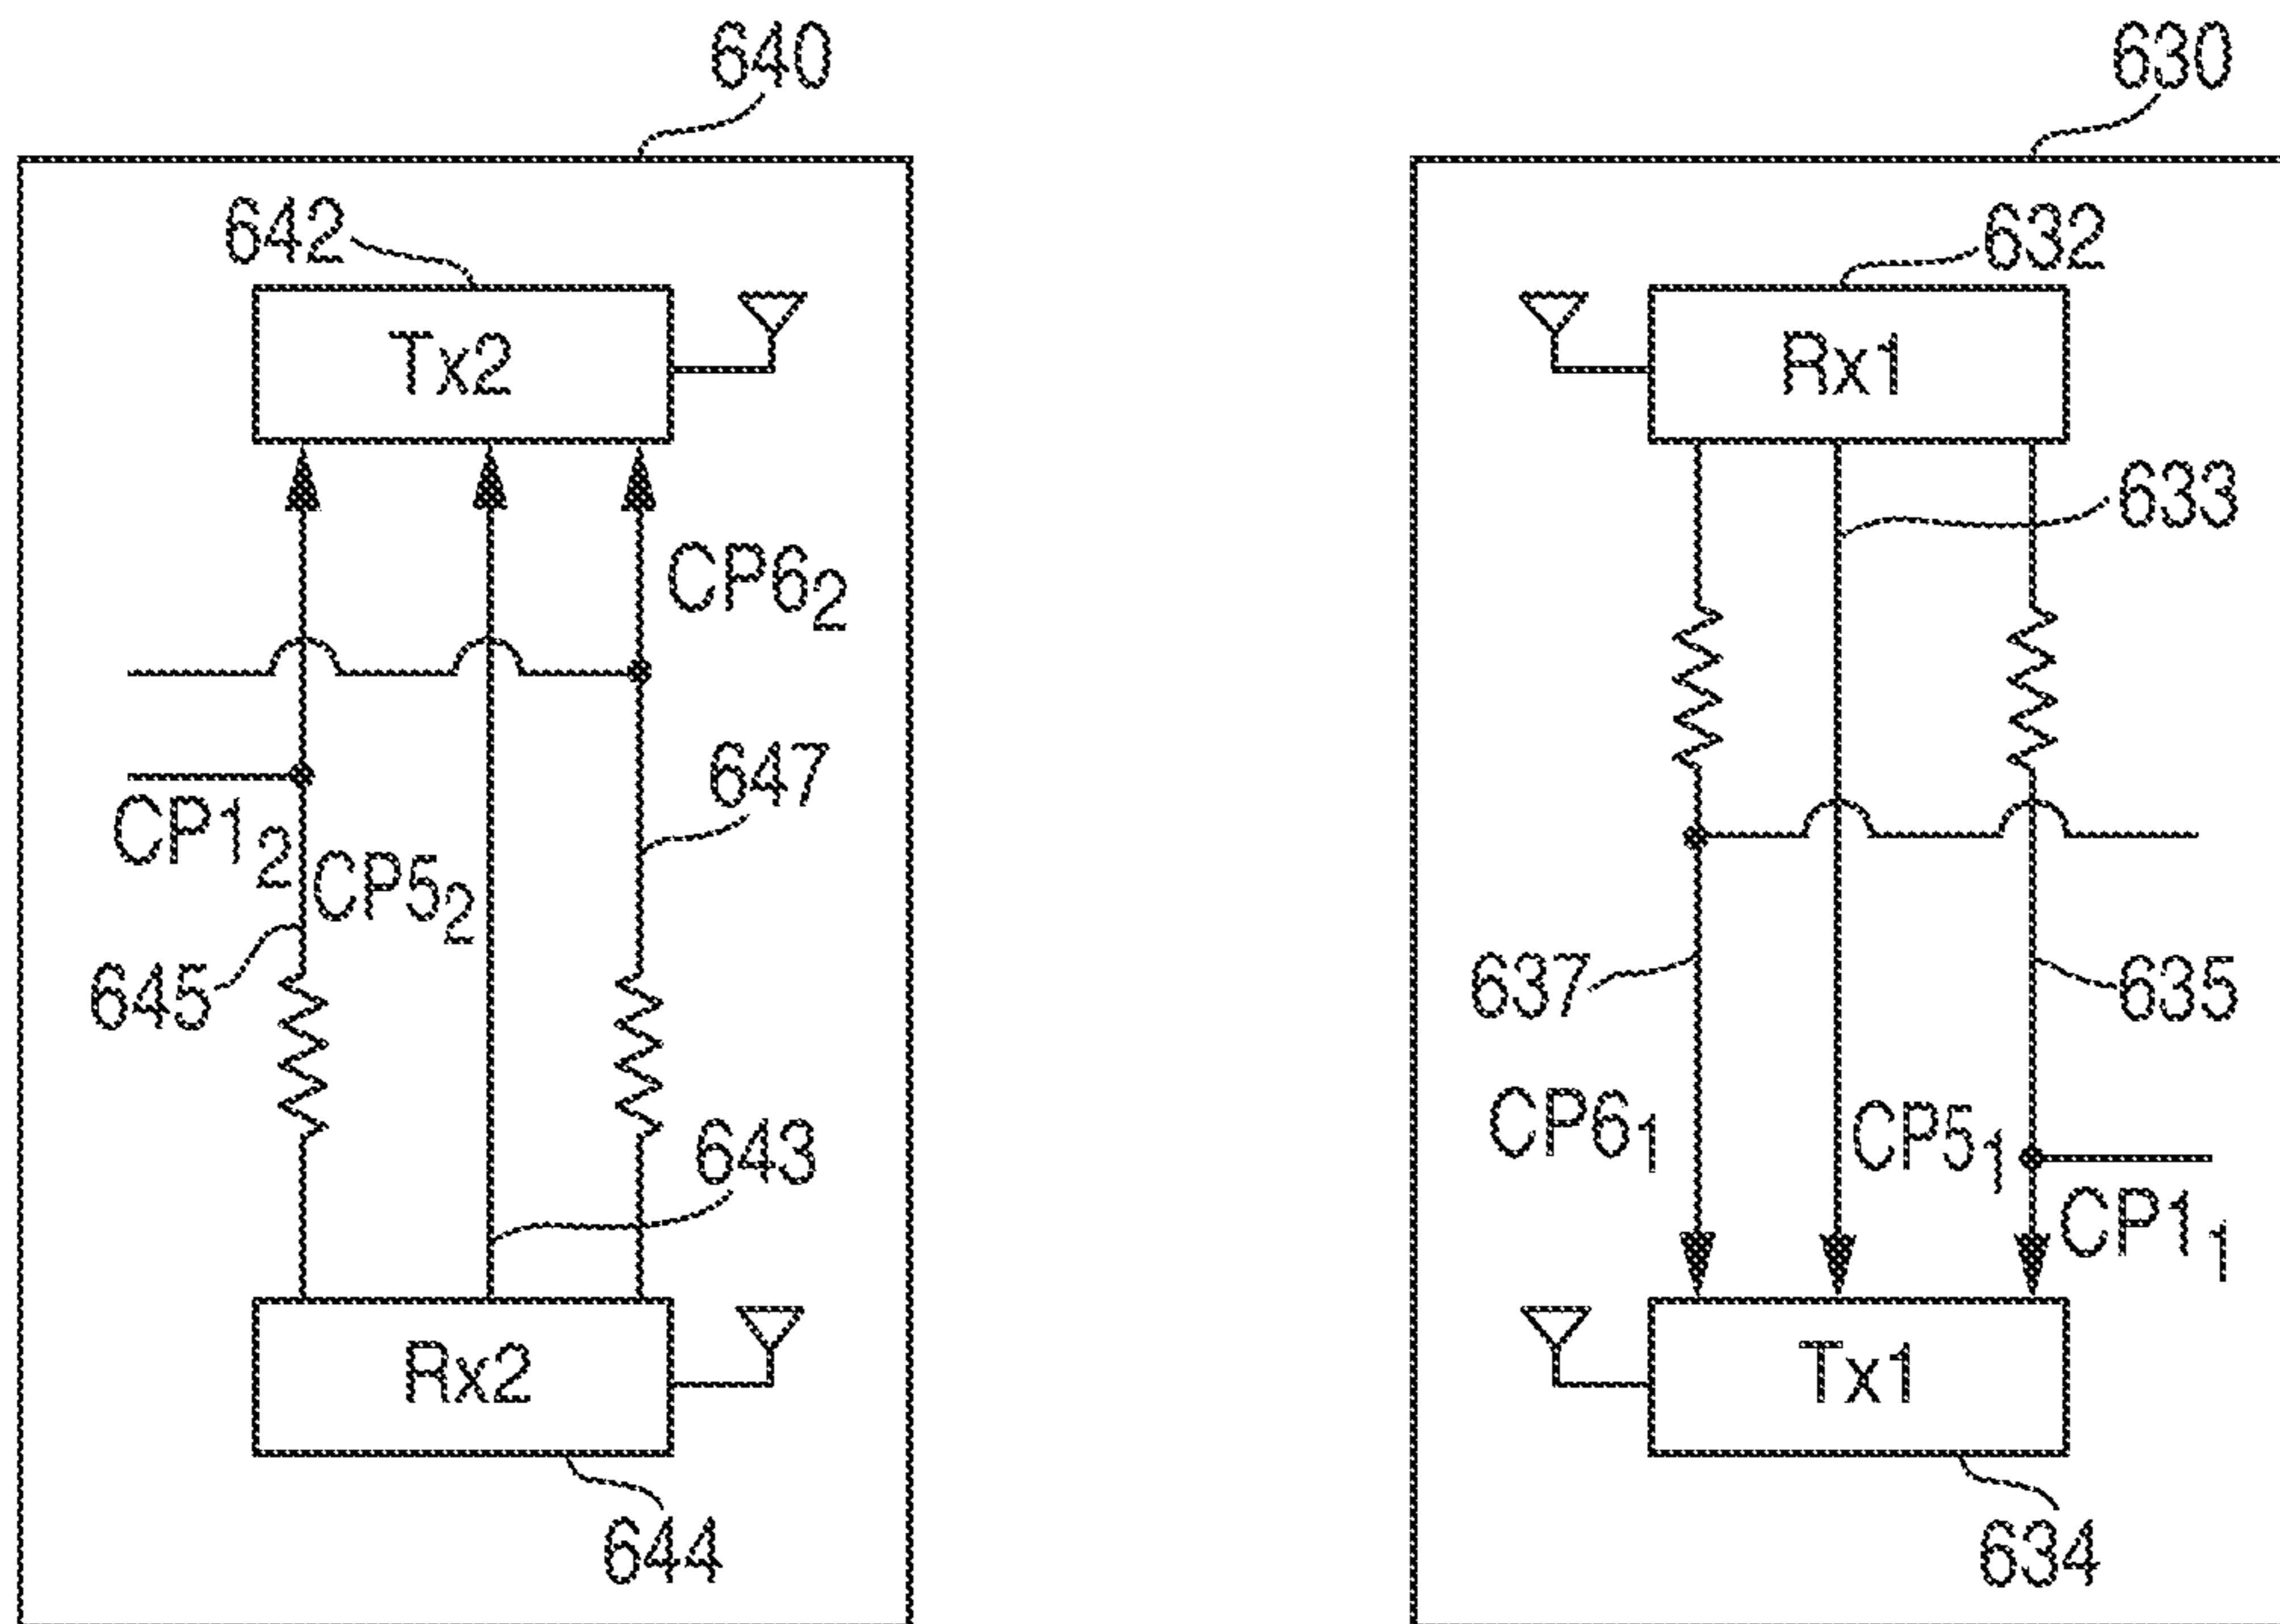 640
642
Tx2
CP6₂
647
CP1₂
CP5₂
645
643
Rx2
644
630
632
Rx1
633
637
635
CP6₁
CP5₁
CP1₁
Tx1
634